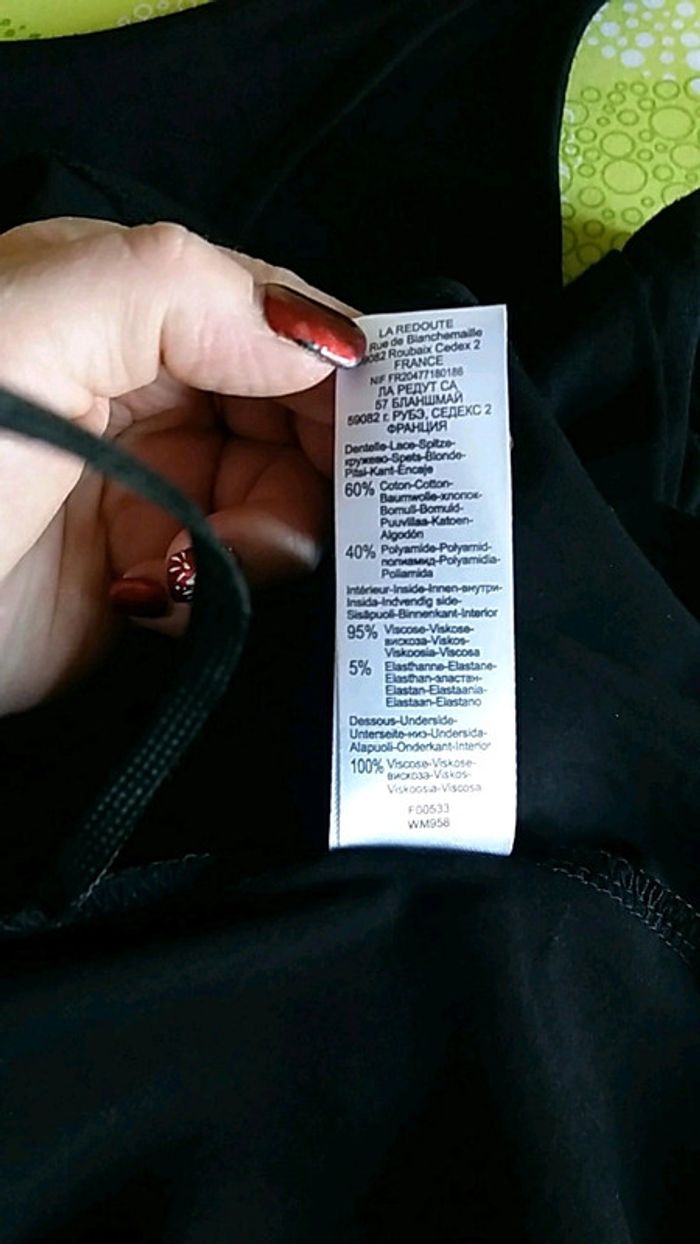 LA REDOUTE
Rue de Blanchemaille
59082 Roubaix Cedex 2
FRANCE
NIF FR20477180186
ЛА РЕДУТ СА
57 БЛАНШМАЙ
59082 г. РУБЭ, СЕДЕКС 2
ФРАНЦИЯ
Dentelle-Lace-Spitze-
кружево-Spets-Blonde-
Pitsi-Kant-Encaje
60% Coton-Cotton-
Baumwolle-хлопок-
Bomull-Bomuld-
Puuvillaa-Katoen-
Algodón
40% Polyamide-Polyamid-
полиамид-Polyamidia-
Poliamida
Intérieur-Inside-Innen-внутри-
Insida-Indvendig side-
Sisäpuoli-Binnenkant-Interior
95% Viscose-Viskose-
вискоза-Viskos-
Viskoosia-Viscosa
5% Elasthanne-Elastane-
Elasthan-эластан-
Elastan-Elastaania-
Elastaan-Elastano
Dessous-Underside-
Unterseite-низ-Undersida-
Alapuoli-Onderkant-Interior
100% Viscose-Viskose-
вискоза-Viskos-
Viskoosia-Viscosa
F00533
WM958